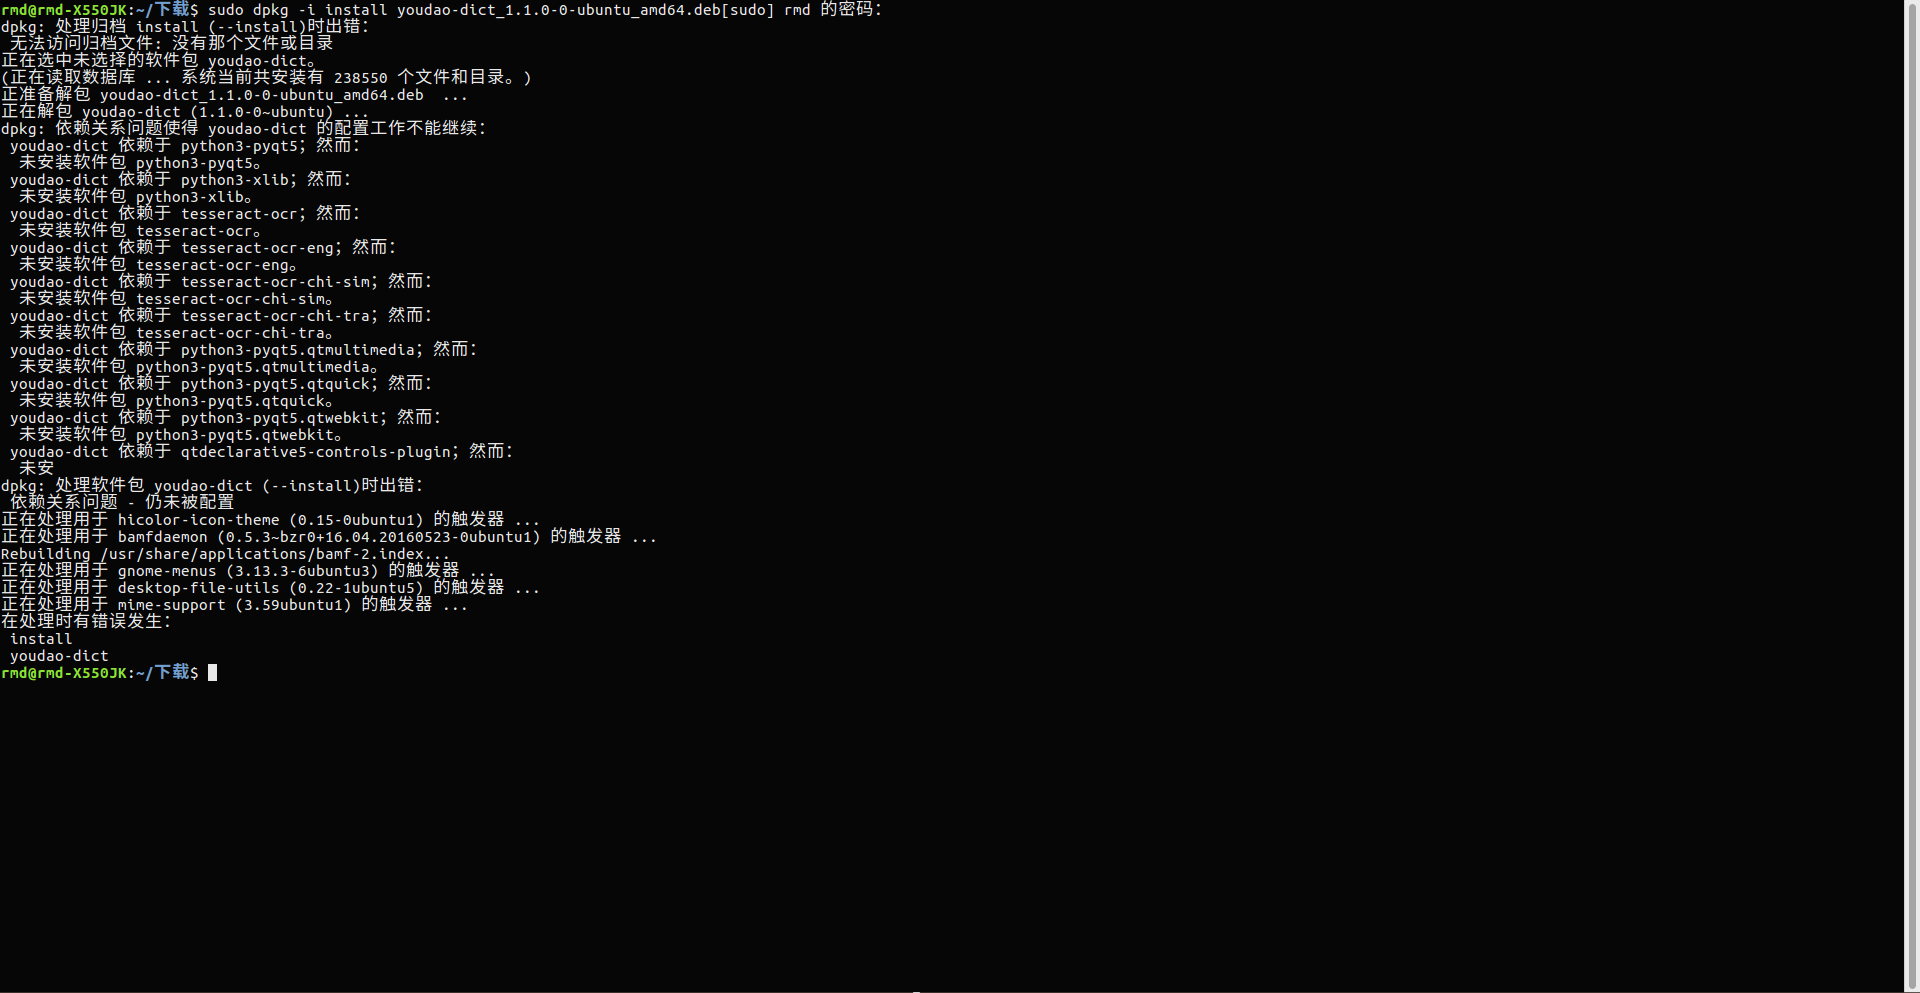 rmd@rmd-X550JK:~/下载$ sudo dpkg -i install youdao-dict_1.1.0-0-ubuntu_amd64.deb[sudo] rmd 的密码：
dpkg: 处理归档 install (--install)时出错：
 无法访问归档文件: 没有那个文件或目录
正在选中未选择的软件包 youdao-dict。
(正在读取数据库 ... 系统当前共安装有 238550 个文件和目录。)
正准备解包 youdao-dict_1.1.0-0-ubuntu_amd64.deb  ...
正在解包 youdao-dict (1.1.0-0~ubuntu) ...
dpkg: 依赖关系问题使得 youdao-dict 的配置工作不能继续：
 youdao-dict 依赖于 python3-pyqt5；然而：
  未安装软件包 python3-pyqt5。
 youdao-dict 依赖于 python3-xlib；然而：
  未安装软件包 python3-xlib。
 youdao-dict 依赖于 tesseract-ocr；然而：
  未安装软件包 tesseract-ocr。
 youdao-dict 依赖于 tesseract-ocr-eng；然而：
  未安装软件包 tesseract-ocr-eng。
 youdao-dict 依赖于 tesseract-ocr-chi-sim；然而：
  未安装软件包 tesseract-ocr-chi-sim。
 youdao-dict 依赖于 tesseract-ocr-chi-tra；然而：
  未安装软件包 tesseract-ocr-chi-tra。
 youdao-dict 依赖于 python3-pyqt5.qtmultimedia；然而：
  未安装软件包 python3-pyqt5.qtmultimedia。
 youdao-dict 依赖于 python3-pyqt5.qtquick；然而：
  未安装软件包 python3-pyqt5.qtquick。
 youdao-dict 依赖于 python3-pyqt5.qtwebkit；然而：
  未安装软件包 python3-pyqt5.qtwebkit。
 youdao-dict 依赖于 qtdeclarative5-controls-plugin；然而：
  未安
dpkg: 处理软件包 youdao-dict (--install)时出错：
 依赖关系问题 - 仍未被配置
正在处理用于 hicolor-icon-theme (0.15-0ubuntu1) 的触发器 ...
正在处理用于 bamfdaemon (0.5.3~bzr0+16.04.20160523-0ubuntu1) 的触发器 ...
Rebuilding /usr/share/applications/bamf-2.index...
正在处理用于 gnome-menus (3.13.3-6ubuntu3) 的触发器 ...
正在处理用于 desktop-file-utils (0.22-1ubuntu5) 的触发器 ...
正在处理用于 mime-support (3.59ubuntu1) 的触发器 ...
在处理时有错误发生：
 install
 youdao-dict
rmd@rmd-X550JK:~/下载$